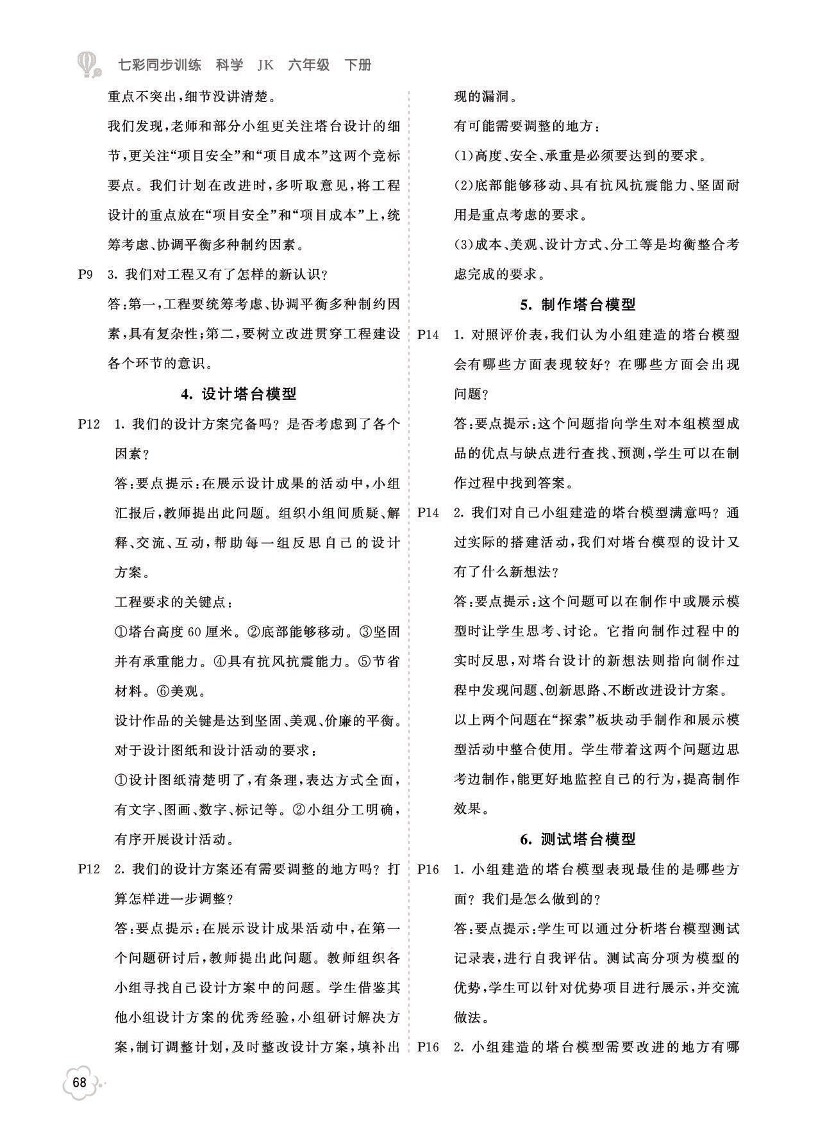 七彩同步训练 科学 JK 六年级 下册
重点不突出,细节没讲清楚。
我们发现,老师和部分小组更关注塔台设计的细
节,更关注“项目安全”和“项目成本”这两个竞标
要点。我们计划在改进时,多听取意见,将工程
设计的重点放在“项目安全”和“项目成本”上,统
筹考虑、协调平衡多种制约因素。
P9 3. 我们对工程又有了怎样的新认识?
答:第一,工程要统筹考虑、协调平衡多种制约因
素,具有复杂性;第二,要树立改进贯穿工程建设
各个环节的意识。
4. 设计塔台模型
P12 1. 我们的设计方案完备吗?是否考虑到了各个
因素?
答:要点提示:在展示设计成果的活动中,小组
汇报后,教师提出此问题。组织小组间质疑、解
释、交流、互动,帮助每一组反思自己的设计
方案。
工程要求的关键点:
①塔台高度 60 厘米。②底部能够移动。③坚固
并有承重能力。④具有抗风抗震能力。⑤节省
材料。⑥美观。
设计作品的关键是达到坚固、美观、价廉的平衡。
对于设计图纸和设计活动的要求:
①设计图纸清楚明了,有条理,表达方式全面,
有文字、图画、数字、标记等。②小组分工明确,
有序开展设计活动。
P12 2. 我们的设计方案还有需要调整的地方吗?打
算怎样进一步调整?
答:要点提示:在展示设计成果活动中,在第一
个问题研讨后,教师提出此问题。教师组织各
小组寻找自己设计方案中的问题。学生借鉴其
他小组设计方案的优秀经验,小组研讨解决方
案,制订调整计划,及时整改设计方案,填补出
现的漏洞。
有可能需要调整的地方:
(1)高度、安全、承重是必须要达到的要求。
(2)底部能够移动、具有抗风抗震能力、坚固耐
用是重点考虑的要求。
(3)成本、美观、设计方式、分工等是均衡整合考
虑完成的要求。
5. 制作塔台模型
P14 1. 对照评价表,我们认为小组建造的塔台模型
会有哪些方面表现较好?在哪些方面会出现
问题?
答:要点提示:这个问题指向学生对本组模型成
品的优点与缺点进行查找、预测,学生可以在制
作过程中找到答案。
P14 2. 我们对自己小组建造的塔台模型满意吗?通
过实际的搭建活动,我们对塔台模型的设计又
有了什么新想法?
答:要点提示:这个问题可以在制作中或展示模
型时让学生思考、讨论。它指向制作过程中的
实时反思,对塔台设计的新想法则指向制作过
程中发现问题、创新思路、不断改进设计方案。
以上两个问题在“探索”板块动手制作和展示模
型活动中整合使用。学生带着这两个问题边思
考边制作,能更好地监控自己的行为,提高制作
效果。
6. 测试塔台模型
P16 1. 小组建造的塔台模型表现最佳的是哪些方
面?我们是怎么做到的?
答:要点提示:学生可以通过分析塔台模型测试
记录表,进行自我评估。测试高分项为模型的
优势,学生可以针对优势项目进行展示,并交流
做法。
P16 2. 小组建造的塔台模型需要改进的地方有哪
68